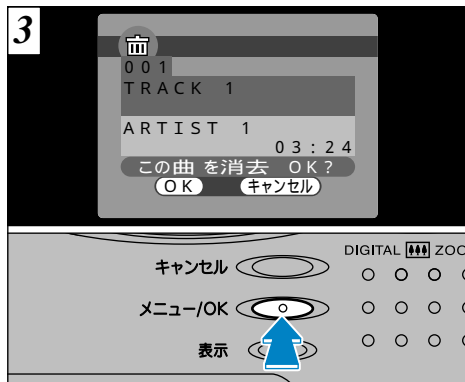 3
001
TRACK 1
ARTIST 1
03:24
この曲を消去 OK?
OK キャンセル
DIGITAL ZOO
キャンセル
メニュー/OK
表示